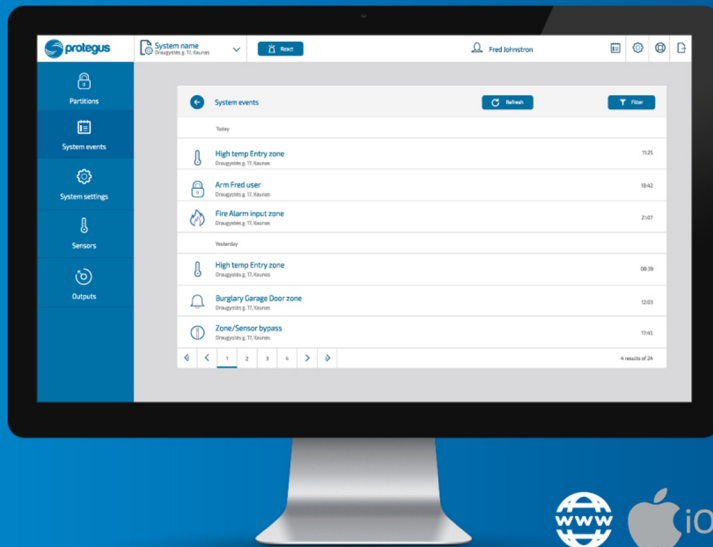 protegus
System name
Draugystės g. 17, Kaunas
React
Fred Johnstron
Partitions
System events
System settings
Sensors
Outputs
System events
Refresh
Filter
Today
High temp Entry zone
Draugystės g. 17, Kaunas
11:25
Arm Fred user
Draugystės g. 17, Kaunas
16:42
Fire Alarm input zone
Draugystės g. 17, Kaunas
21:07
Yesterday
High temp Entry zone
Draugystės g. 17, Kaunas
08:39
Burglary Garage Door zone
Draugystės g. 17, Kaunas
12:03
Zone/Sensor bypass
Draugystės g. 17, Kaunas
17:45
1 2 3 4
4 results of 24
www
iO